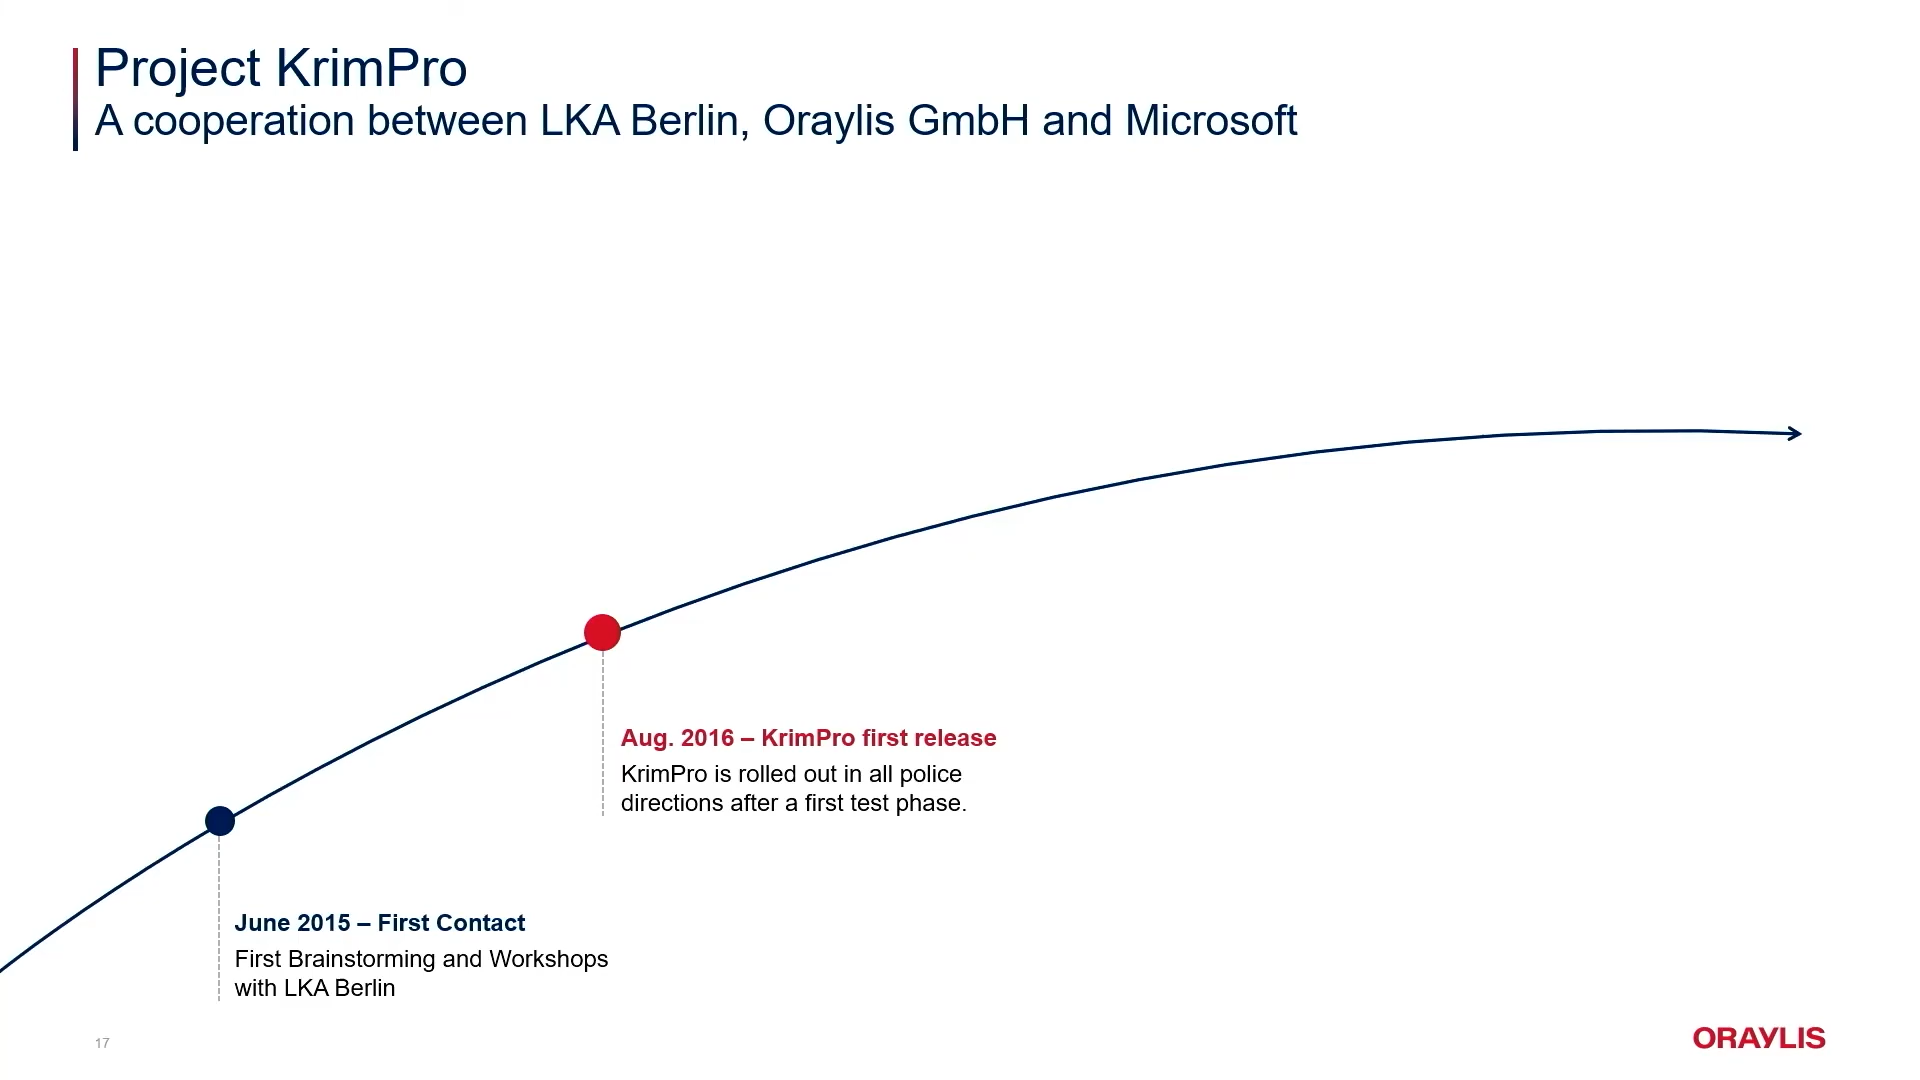 Project KrimPro
A cooperation between LKA Berlin, Oraylis GmbH and Microsoft
Aug. 2016 – KrimPro first release
KrimPro is rolled out in all police
directions after a first test phase.
June 2015 – First Contact
First Brainstorming and Workshops
with LKA Berlin
17
ORAYLIS